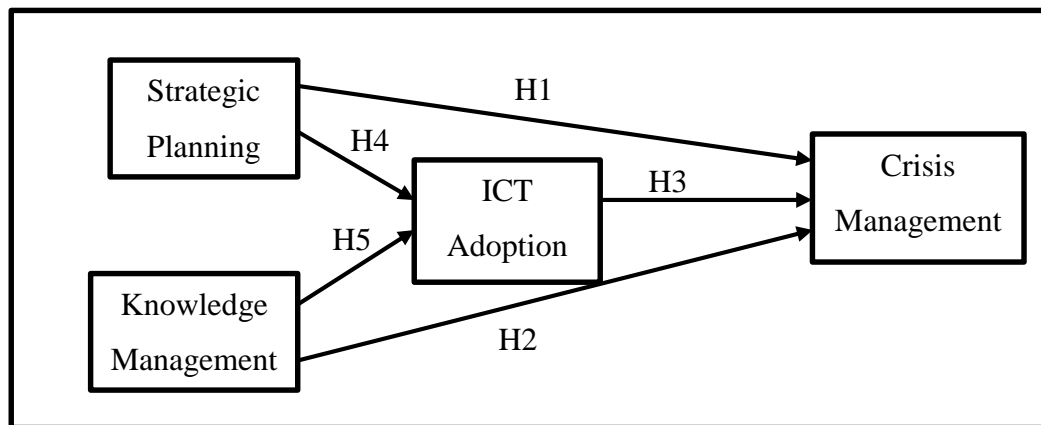 Strategic
Planning
H1
H4
ICT
Adoption
H3
Crisis
Management
H5
Knowledge
Management
H2